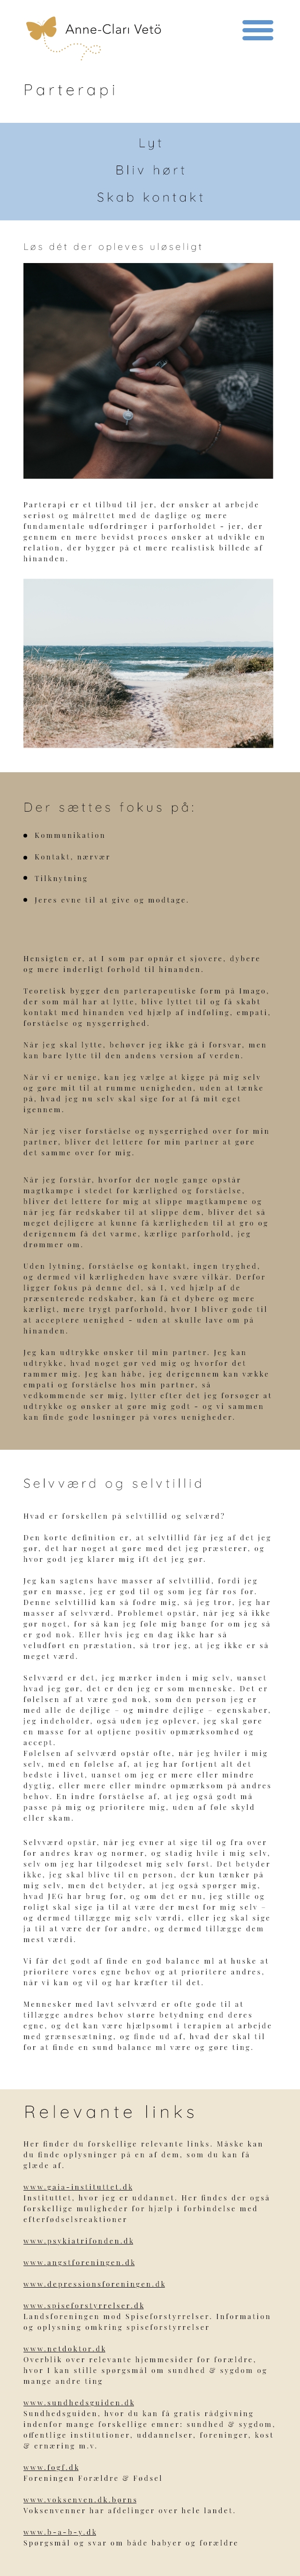 Anne-Clari Vetö
Parterapi
Lyt
Bliv hørt
Skab kontakt
Løs dét der opleves uløseligt
Parterapi er et tilbud til jer, der ønsker at arbejde
seriøst og målrettet med de daglige og mere
fundamentale udfordringer i parforholdet - jer, der
gennem en mere bevidst proces ønsker at udvikle en
relation, der bygger på et mere realistisk billede af
hinanden.
Der sættes fokus på:
Kommunikation
Kontakt, nærvær
Tilknytning
Jeres evne til at give og modtage.
Hensigten er, at I som par opnår et sjovere, dybere
og mere inderligt forhold til hinanden.
Teoretisk bygger den parterapeutiske form på Imago,
der som mål har at lytte, blive lyttet til og få skabt
kontakt med hinanden ved hjælp af indføling, empati,
forståelse og nysgerrighed.
Når jeg skal lytte, behøver jeg ikke gå i forsvar, men
kan bare lytte til den andens version af verden.
Når vi er uenige, kan jeg vælge at kigge på mig selv
og gøre mit til at rumme uenigheden, uden at tænke
på, hvad jeg nu selv skal sige for at få mit eget
igennem.
Når jeg viser forståelse og nysgerrighed over for min
partner, bliver det lettere for min partner at gøre
det samme over for mig.
Når jeg forstår, hvorfor der nogle gange opstår
magtkampe i stedet for kærlighed og forståelse,
bliver det lettere for mig at slippe magtkampene og
når jeg får redskaber til at slippe dem, bliver det så
meget dejligere at kunne få kærligheden til at gro og
derigennem få det varme, kærlige parforhold, jeg
drømmer om.
Uden lytning, forståelse og kontakt, ingen tryghed,
og dermed vil kærligheden have svære vilkår. Derfor
ligger fokus på denne del, så I, ved hjælp af de
præsenterede redskaber, kan få et dybere og mere
kærligt, mere trygt parforhold, hvor I bliver gode til
at acceptere uenighed - uden at skulle lave om på
hinanden.
Jeg kan udtrykke ønsker til min partner. Jeg kan
udtrykke, hvad noget gør ved mig og hvorfor det
rammer mig. Jeg kan håbe, jeg derigennem kan vække
empati og forståelse hos min partner, så
vedkommende ser mig, lytter efter det jeg forsøger at
udtrykke og ønsker at gøre mig godt - og vi sammen
kan finde gode løsninger på vores uenigheder.
Selvværd og selvtillid
Hvad er forskellen på selvtillid og selværd?
Den korte definition er, at selvtillid får jeg af det jeg
gør, det har noget at gøre med det jeg præsterer, og
hvor godt jeg klarer mig ift det jeg gør.
Jeg kan sagtens have masser af selvtillid, fordi jeg
gør en masse, jeg er god til og som jeg får ros for.
Denne selvtillid kan så fodre mig, så jeg tror, jeg har
masser af selvværd. Problemet opstår, når jeg så ikke
gør noget, for så kan jeg føle mig bange for om jeg så
er god nok. Eller hvis jeg en dag ikke har så
veludført en præstation, så tror jeg, at jeg ikke er så
meget værd.
Selvværd er det, jeg mærker inden i mig selv, uanset
hvad jeg gør, det er den jeg er som menneske. Det er
følelsen af at være god nok, som den person jeg er
med alle de dejlige – og mindre dejlige – egenskaber,
jeg indeholder, også uden jeg oplever, jeg skal gøre
en masse for at optjene positiv opmærksomhed og
accept.
Følelsen af selvværd opstår ofte, når jeg hviler i mig
selv, med en følelse af, at jeg har fortjent alt det
bedste i livet, uanset om jeg er mere eller mindre
dygtig, eller mere eller mindre opmærksom på andres
behov. En indre forståelse af, at jeg også godt må
passe på mig og prioritere mig, uden af føle skyld
eller skam.
Selvværd opstår, når jeg evner at sige til og fra over
for andres krav og normer, og stadig hvile i mig selv,
selv om jeg har tilgodeset mig selv først. Det betyder
ikke, jeg skal blive til en person, der kun tænker på
mig selv, men det betyder, at jeg også spørger mig,
hvad JEG har brug for, og om det er nu, jeg stille og
roligt skal sige ja til at være der mest for mig selv –
og dermed tillægge mig selv værdi, eller jeg skal sige
ja til at være der for andre, og dermed tillægge dem
mest værdi.
Vi får det godt af finde en god balance ml at huske at
prioritere vores egne behov og at prioritere andres,
når vi kan og vil og har kræfter til det.
Mennesker med lavt selvværd er ofte gode til at
tillægge andres behov større betydning end deres
egne, og det kan være hjælpsomt i terapien at arbejde
med grænsesætning, og finde ud af, hvad der skal til
for at finde en sund balance ml være og gøre ting.
Relevante links
Her finder du forskellige relevante links. Måske kan
du finde oplysninger på en af dem, som du kan få
glæde af.
www.gaia-instituttet.dk
Instituttet, hvor jeg er uddannet. Her findes der også
forskellige muligheder for hjælp i forbindelse med
efterfødselsreaktioner
www.psykiatrifonden.dk
www.angstforeningen.dk
www.depressionsforeningen.dk
www.spiseforstyrrelser.dk
Landsforeningen mod Spiseforstyrrelser. Information
og oplysning omkring spiseforstyrrelser
www.netdoktor.dk
Overblik over relevante hjemmesider for forældre,
hvor I kan stille spørgsmål om sundhed & sygdom og
mange andre ting
www.sundhedsguiden.dk
Sundhedsguiden, hvor du kan få gratis rådgivning
indenfor mange forskellige emner: sundhed & sygdom,
offentlige institutioner, uddannelser, foreninger, kost
& ernæring m.v.
www.fogf.dk
Foreningen Forældre & Fødsel
www.voksenven.dk.børns
Voksenvenner har afdelinger over hele landet.
www.b-a-b-y.dk
Spørgsmål og svar om både babyer og forældre